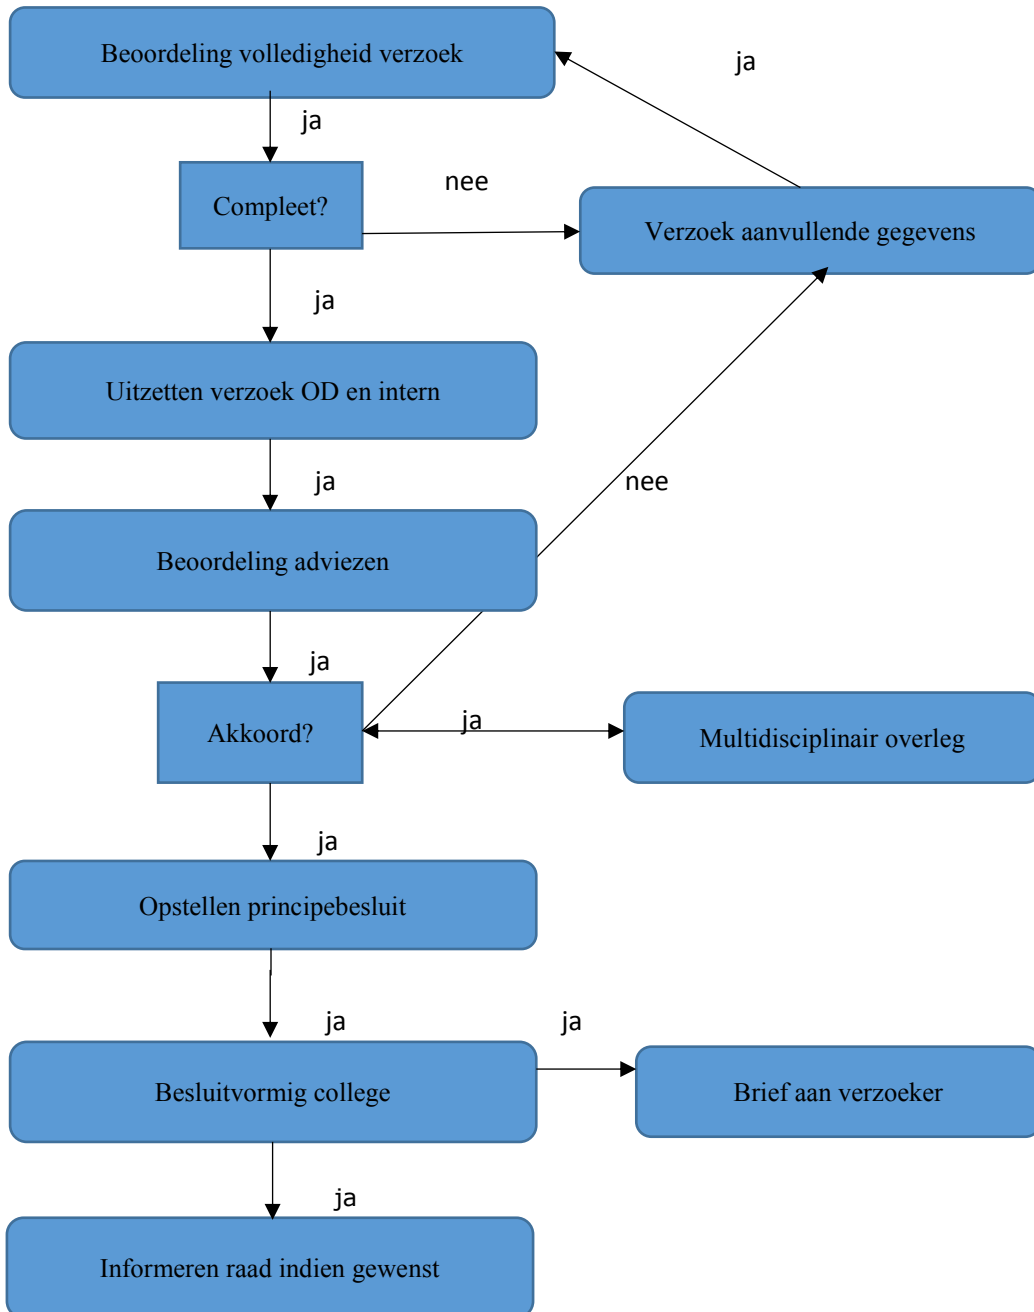 Beoordeling volledigheid verzoek
ja
ja
Compleet?
nee
Verzoek aanvullende gegevens
ja
Uitzetten verzoek OD en intern
ja
nee
Beoordeling adviezen
ja
Akkoord?
ja
Multidisciplinair overleg
ja
Opstellen principebesluit
ja
ja
Besluitvormig college
Brief aan verzoeker
ja
Informeren raad indien gewenst